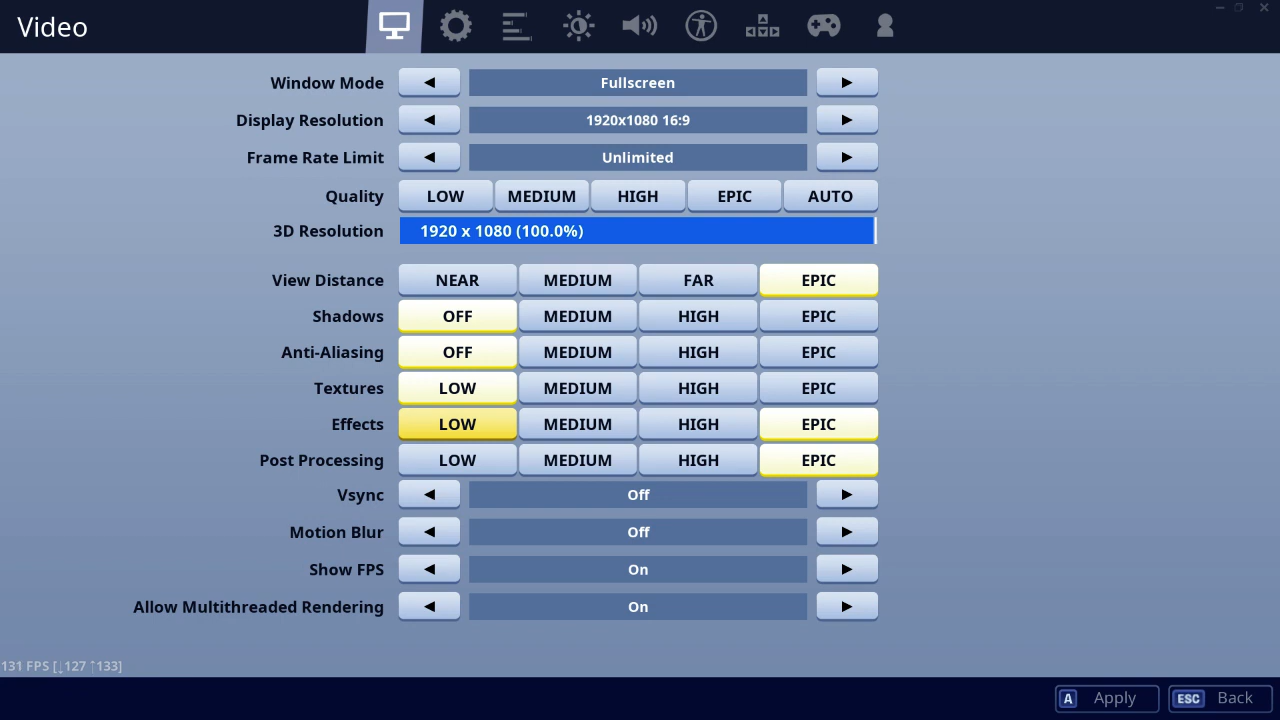 Video
Window Mode ◄ Fullscreen ►
Display Resolution ◄ 1920x1080 16:9 ►
Frame Rate Limit ◄ Unlimited ►
Quality LOW MEDIUM HIGH EPIC AUTO
3D Resolution 1920 x 1080 (100.0%)
View Distance NEAR MEDIUM FAR EPIC
Shadows OFF MEDIUM HIGH EPIC
Anti-Aliasing OFF MEDIUM HIGH EPIC
Textures LOW MEDIUM HIGH EPIC
Effects LOW MEDIUM HIGH EPIC
Post Processing LOW MEDIUM HIGH EPIC
Vsync ◄ Off ►
Motion Blur ◄ Off ►
Show FPS ◄ On ►
Allow Multithreaded Rendering ◄ On ►
131 FPS [↓127 ↑133]
A Apply ESC Back